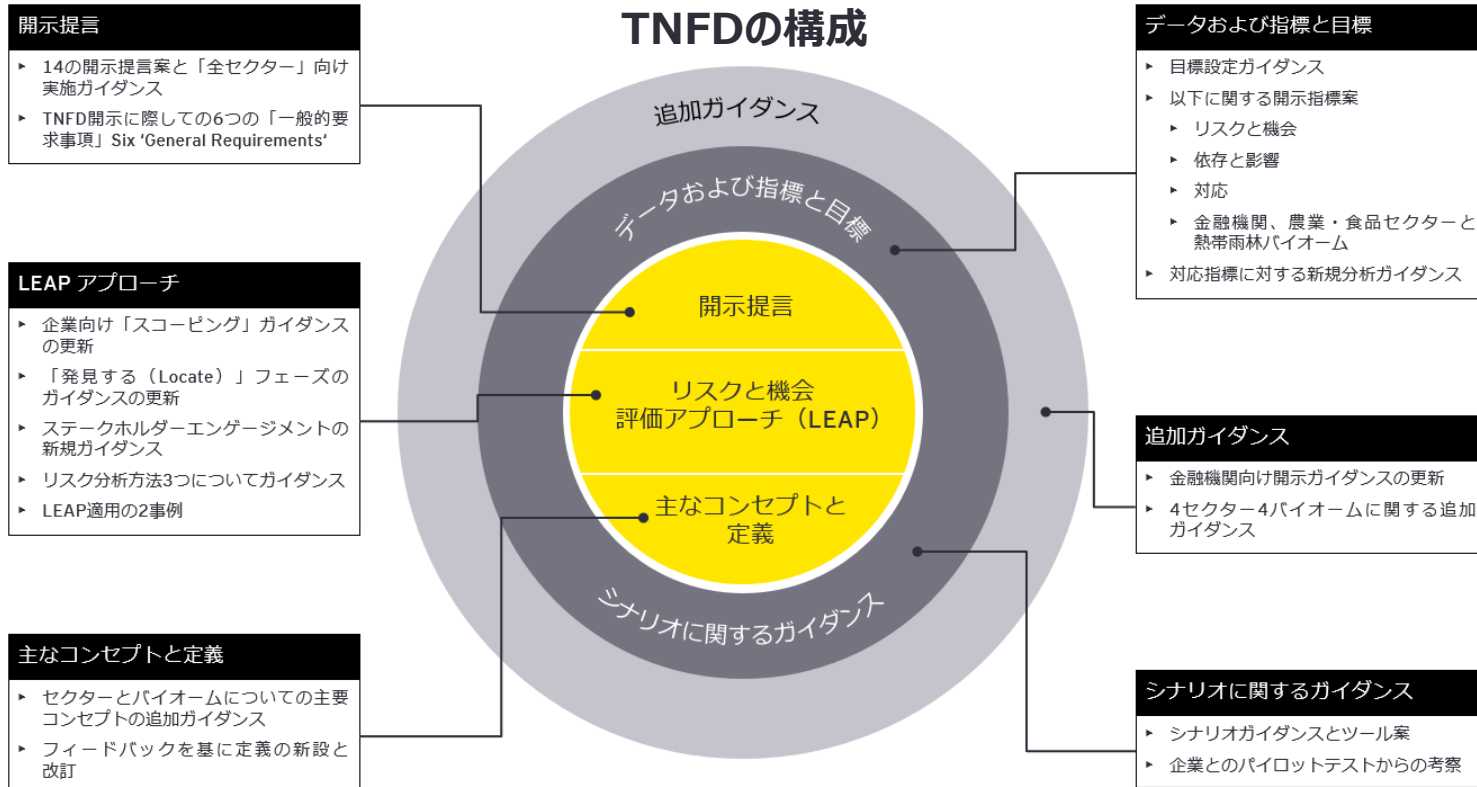 TNFDの構成
開示提言
▸ 14の開示提言案と「全セクター」向け
実施ガイダンス
▸ TNFD開示に際しての6つの「一般的要
求事項」Six ‘General Requirements‘
LEAP アプローチ
▸ 企業向け「スコーピング」ガイダンス
の更新
▸ 「発見する（Locate）」フェーズの
ガイダンスの更新
▸ ステークホルダーエンゲージメントの
新規ガイダンス
▸ リスク分析方法3つについてガイダンス
▸ LEAP適用の2事例
主なコンセプトと定義
▸ セクターとバイオームについての主要
コンセプトの追加ガイダンス
▸ フィードバックを基に定義の新設と
改訂
追加ガイダンス
データおよび指標と目標
開示提言
リスクと機会
評価アプローチ（LEAP）
主なコンセプトと
定義
シナリオに関するガイダンス
データおよび指標と目標
▸ 目標設定ガイダンス
▸ 以下に関する開示指標案
▸ リスクと機会
▸ 依存と影響
▸ 対応
▸ 金融機関、農業・食品セクターと
熱帯雨林バイオーム
▸ 対応指標に対する新規分析ガイダンス
追加ガイダンス
▸ 金融機関向け開示ガイダンスの更新
▸ 4セクター4バイオームに関する追加
ガイダンス
シナリオに関するガイダンス
▸ シナリオガイダンスとツール案
▸ 企業とのパイロットテストからの考察